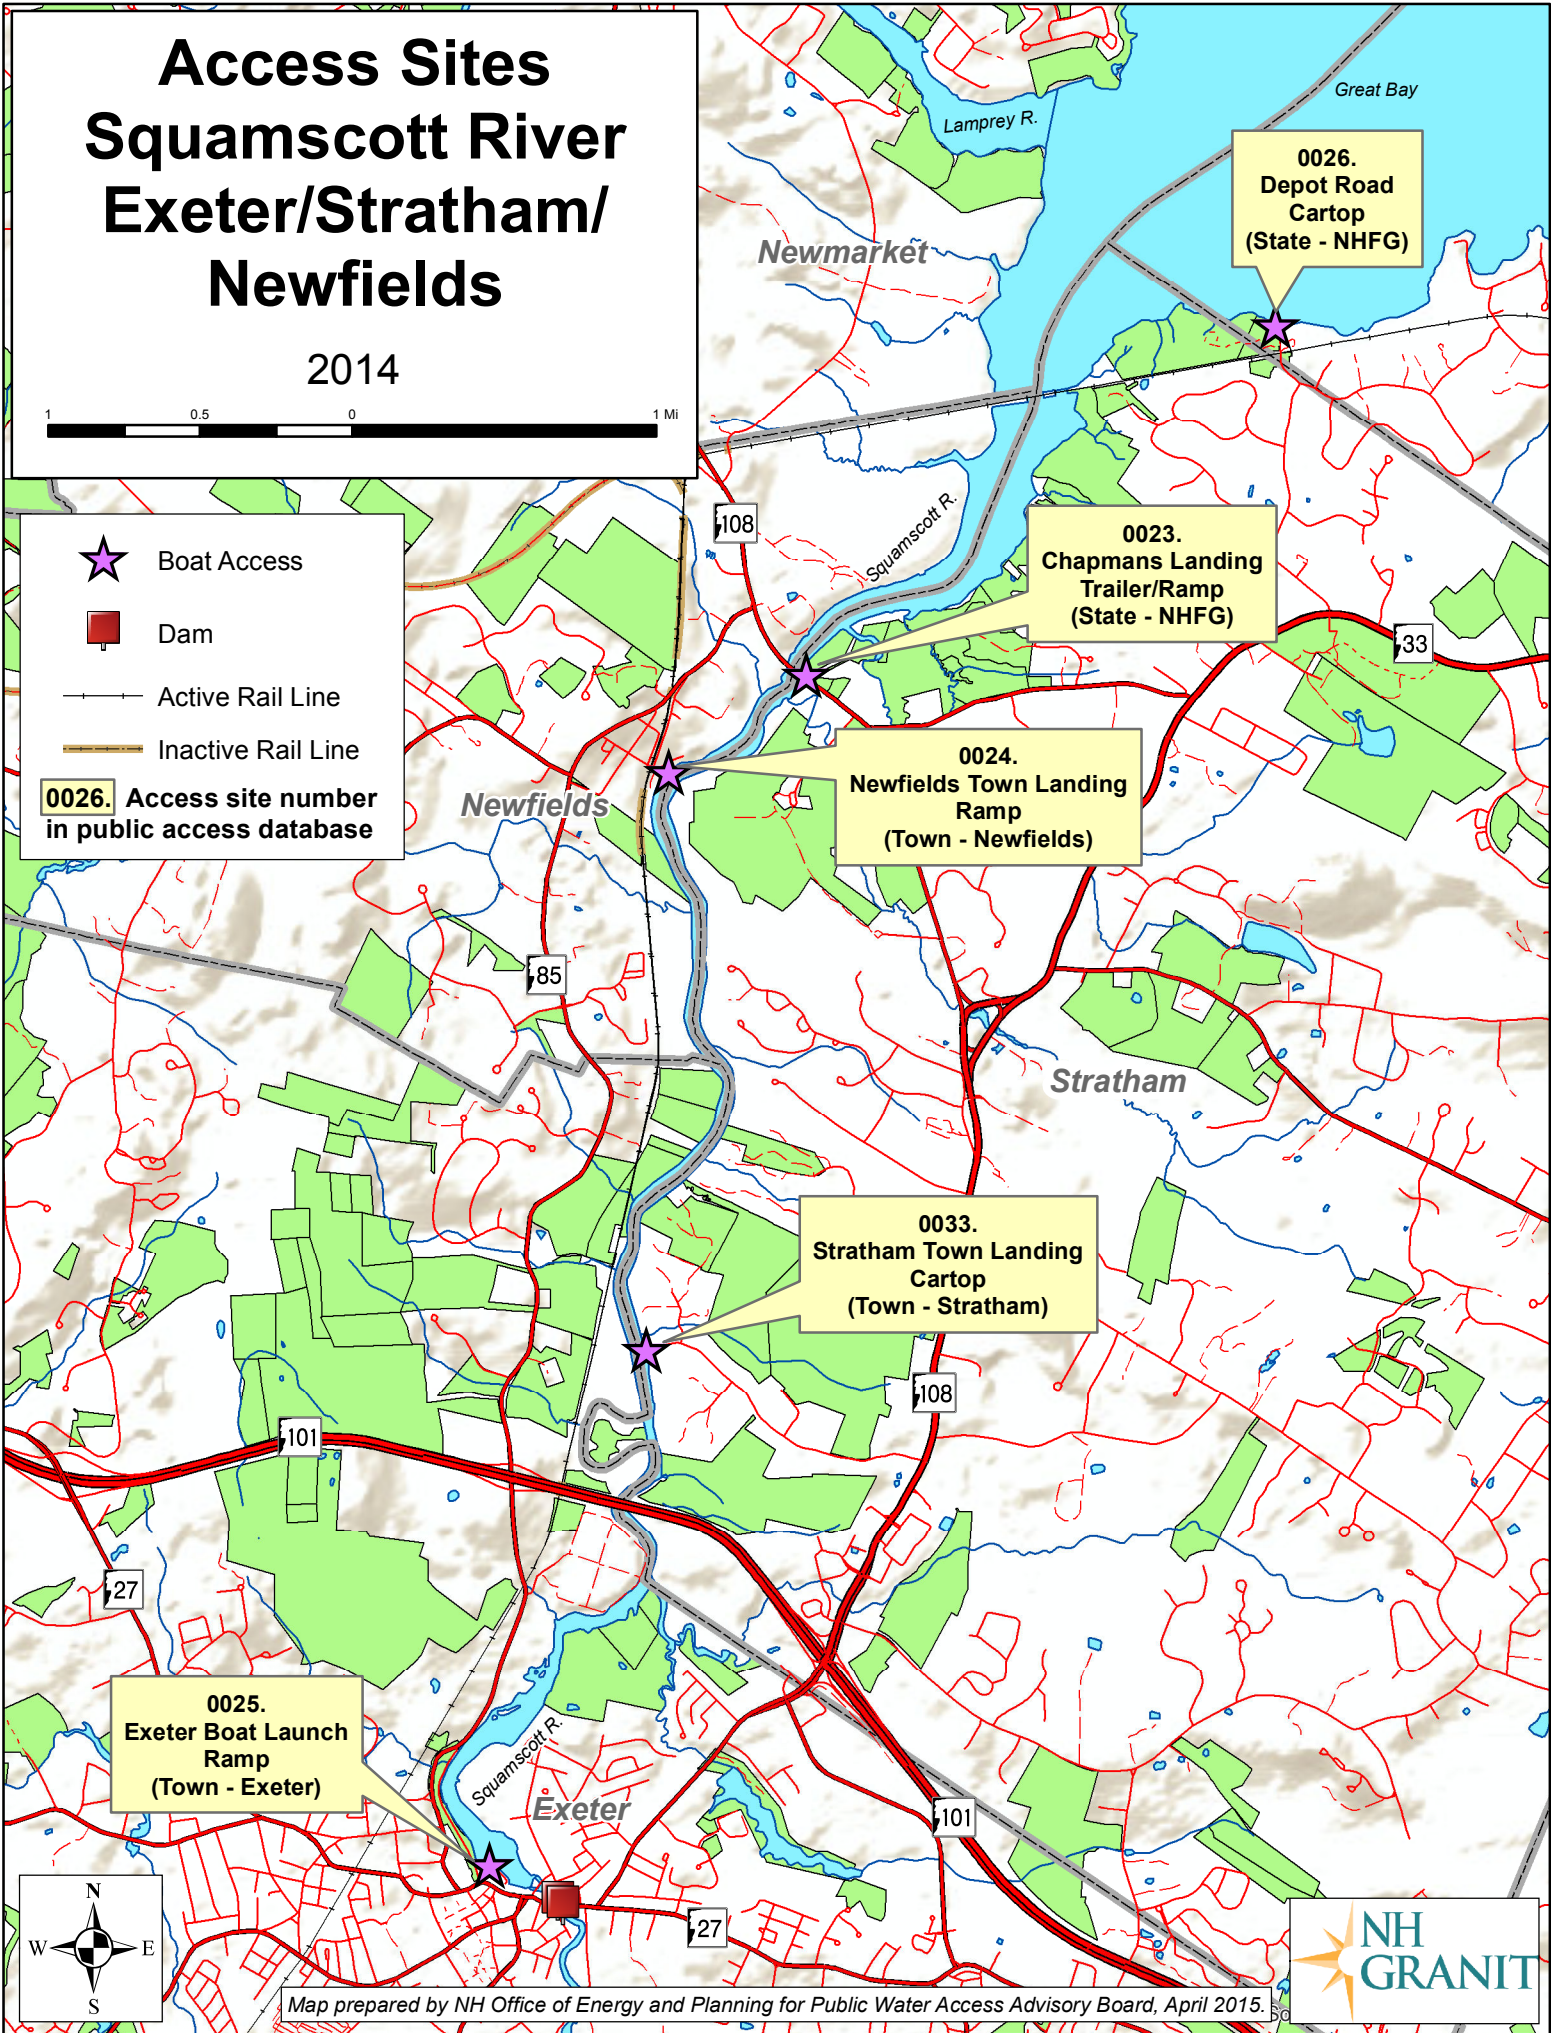 Access Sites
Squamscott River
Exeter/Stratham/
Newfields
2014
1 0.5 0 1 Mi
Boat Access
Dam
Active Rail Line
Inactive Rail Line
0026. Access site number
in public access database
Great Bay
Lamprey R.
0026.
Depot Road
Cartop
(State - NHFG)
Newmarket
108
Squamscott R.
0023.
Chapmans Landing
Trailer/Ramp
(State - NHFG)
33
0024.
Newfields Town Landing
Ramp
(Town - Newfields)
Newfields
85
Stratham
0033.
Stratham Town Landing
Cartop
(Town - Stratham)
108
101
27
0025.
Exeter Boat Launch
Ramp
(Town - Exeter)
Squamscott R.
Exeter
101
27
N
W E
S
NH
GRANIT
Map prepared by NH Office of Energy and Planning for Public Water Access Advisory Board, April 2015.